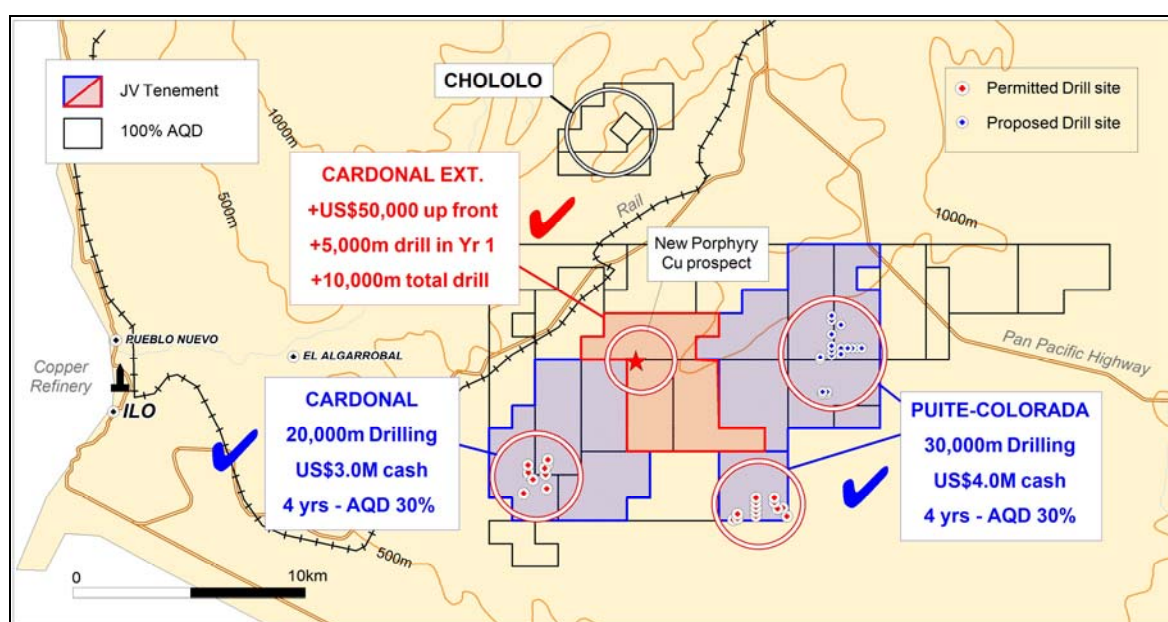 JV Tenement
100% AQD
CHOLOLO
Permitted Drill site
Proposed Drill site
1000m
500m
CARDONAL EXT.
+US$50,000 up front
+5,000m drill in Yr 1
+10,000m total drill
Rail
New Porphyry
Cu prospect
1000m
Pan Pacific Highway
PUEBLO NUEVO
EL ALGARROBAL
Copper
Refinery
ILO
CARDONAL
20,000m Drilling
US$3.0M cash
4 yrs - AQD 30%
PUITE-COLORADA
30,000m Drilling
US$4.0M cash
4 yrs - AQD 30%
500m
0
10km